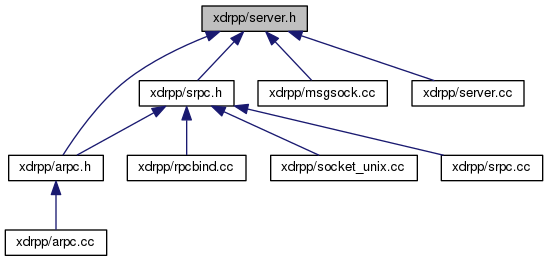 xdrpp/server.h
xdrpp/srpc.h
xdrpp/msgsock.cc
xdrpp/server.cc
xdrpp/arpc.h
xdrpp/rpcbind.cc
xdrpp/socket_unix.cc
xdrpp/srpc.cc
xdrpp/arpc.cc